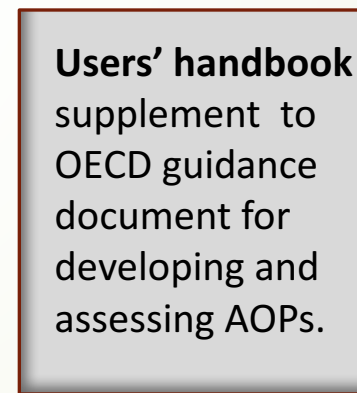 Users’ handbook
supplement to
OECD guidance
document for
developing and
assessing AOPs.